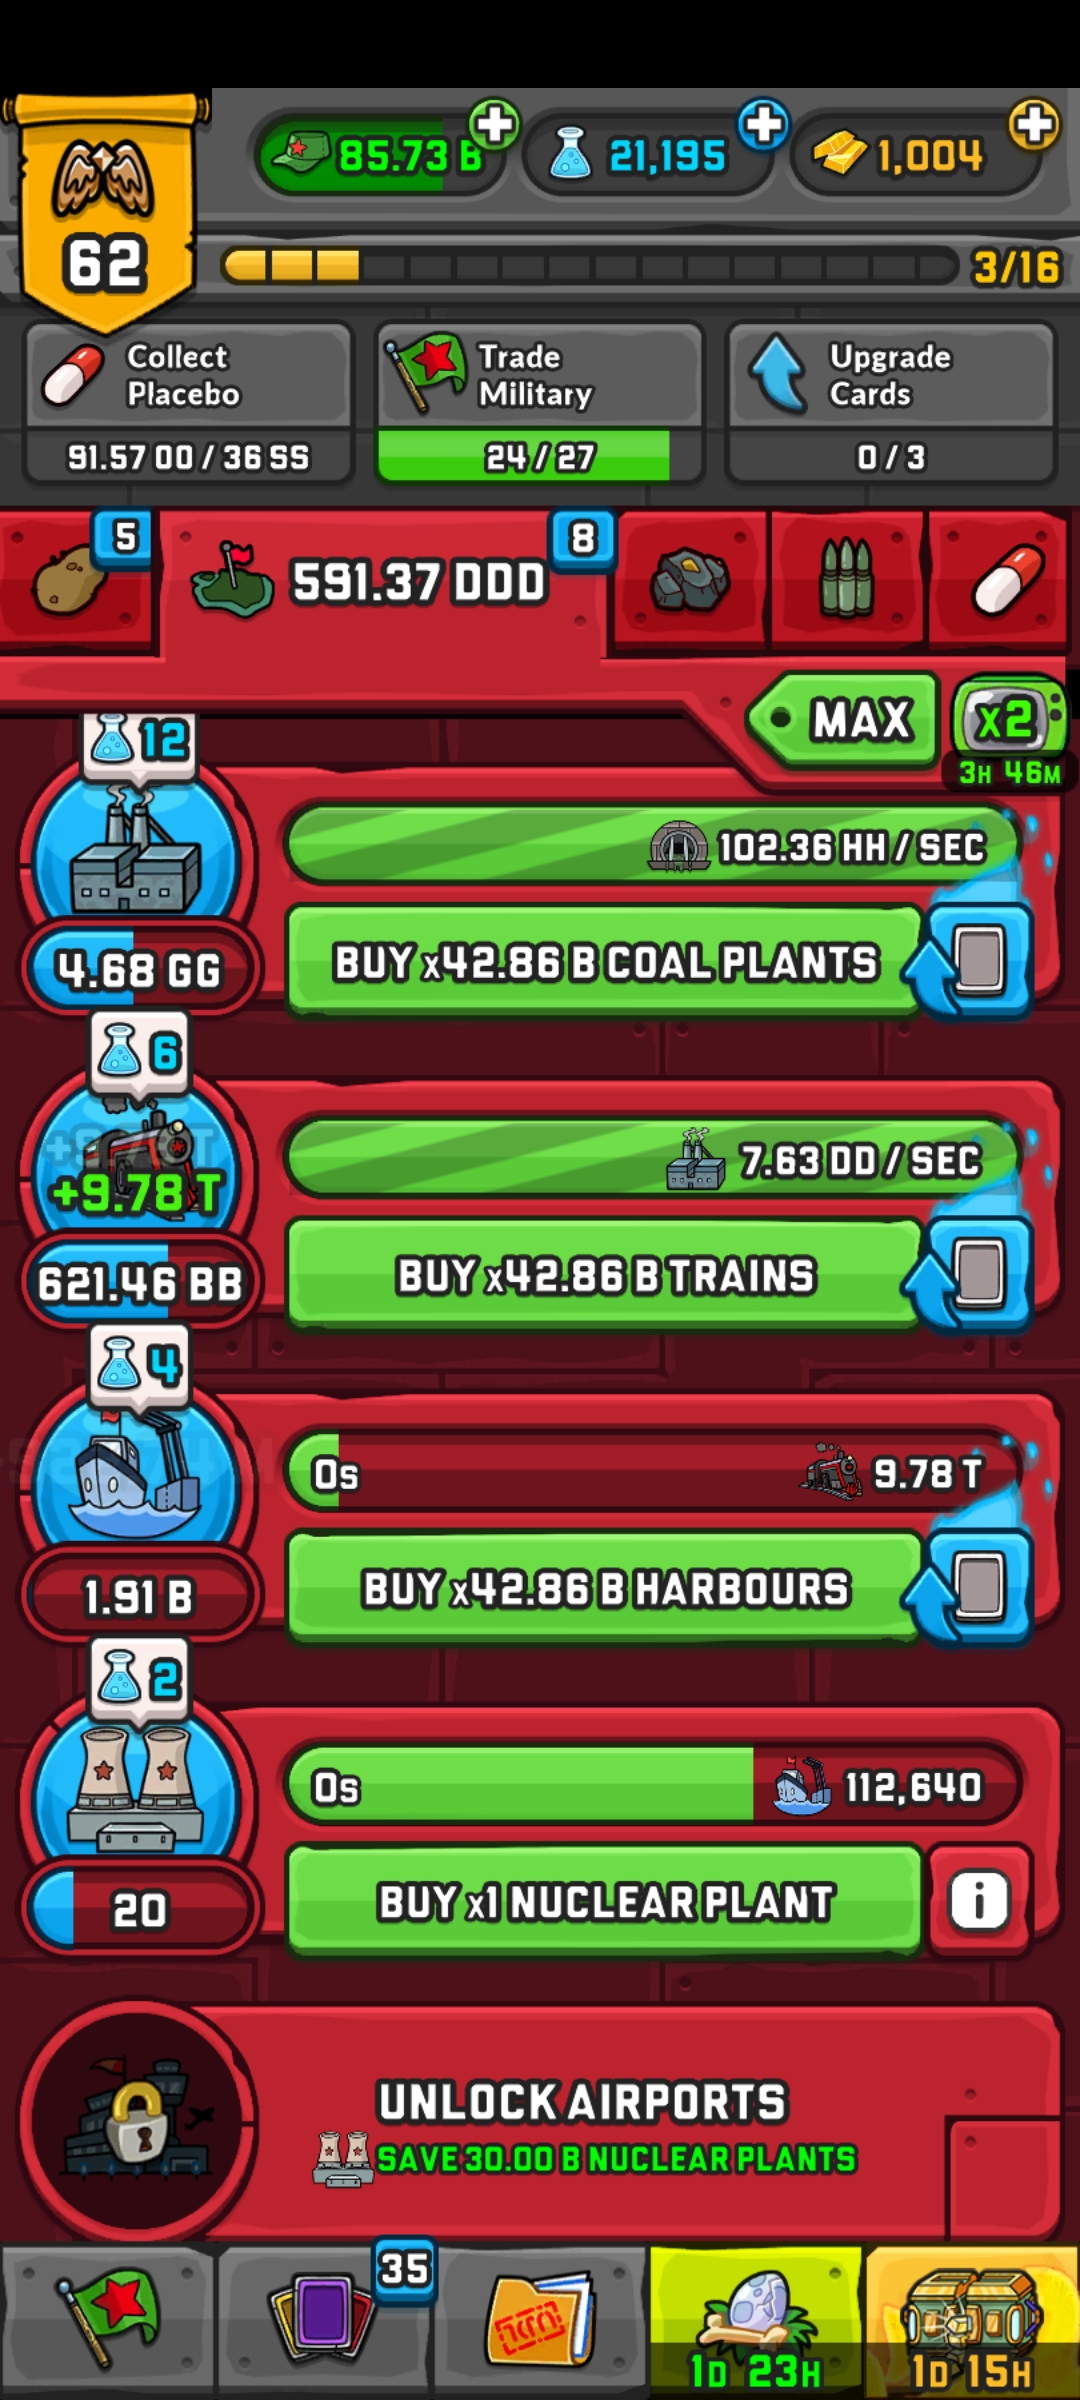 85.73 B
21,195
1,004
62
3/16
Collect
Placebo
91.57 OO / 36 SS
Trade
Military
24 / 27
Upgrade
Cards
0 / 3
5
591.37 DDD
8
MAX
x2
3H 46M
12
102.36 HH / SEC
4.68 GG
BUY x42.86 B COAL PLANTS
6
+9.78 T
7.63 DD / SEC
621.46 BB
BUY x42.86 B TRAINS
4
0s
9.78 T
1.91 B
BUY x42.86 B HARBOURS
2
0s
112,640
20
BUY x1 NUCLEAR PLANT
i
UNLOCK AIRPORTS
SAVE 30.00 B NUCLEAR PLANTS
35
1D 23H
1D 15H